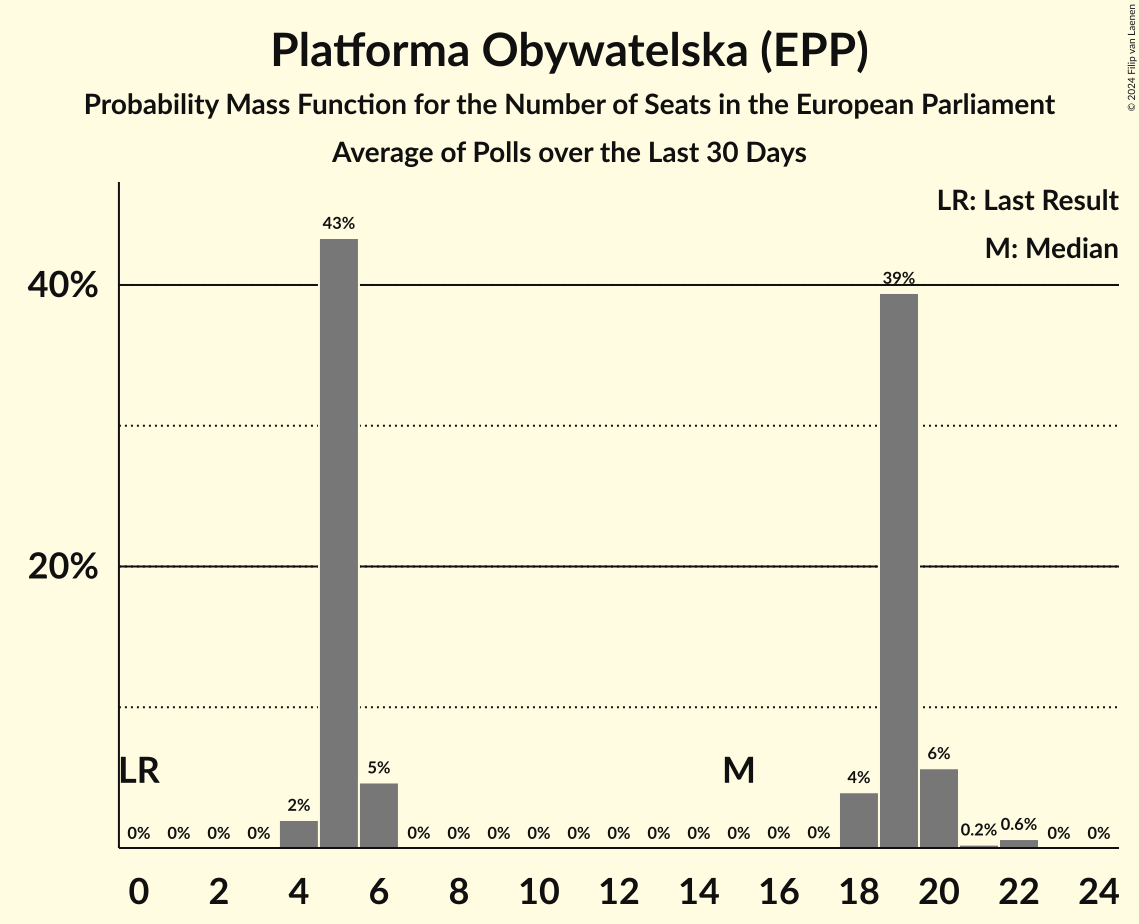 Platforma Obywatelska (EPP)
Probability Mass Function for the Number of Seats in the European Parliament
Average of Polls over the Last 30 Days
© 2024 Filip van Laenen
LR: Last Result
M: Median
43%
39%
40%
20%
LR
M
0% 0% 0% 0% 2% 5% 0% 0% 0% 0% 0% 0% 0% 0% 0% 0% 0% 4% 6% 0.2% 0.6% 0% 0%
0 2 4 6 8 10 12 14 16 18 20 22 24